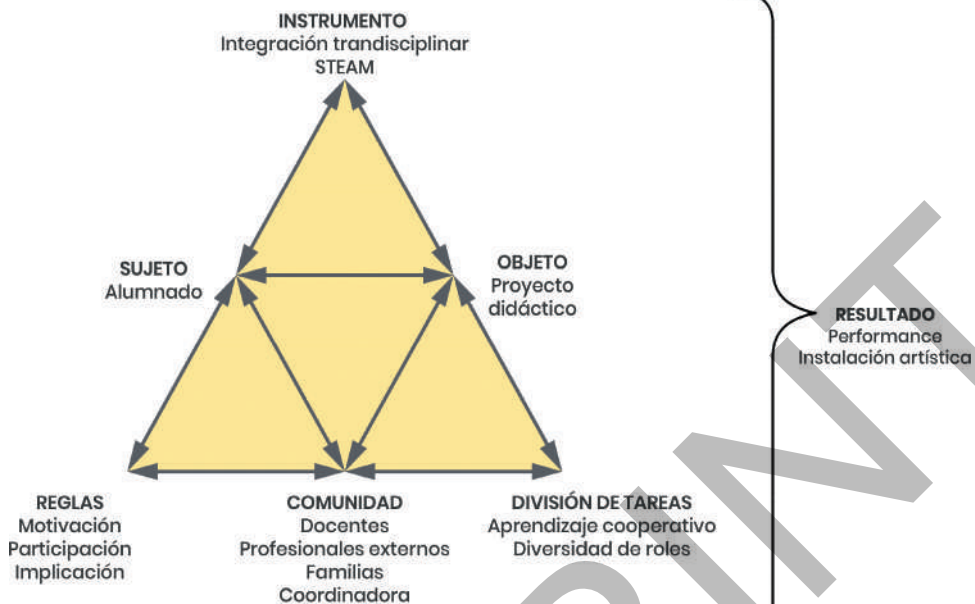 INSTRUMENTO
Integración trandisciplinar
STEAM
SUJETO
Alumnado
OBJETO
Proyecto
didáctico
RESULTADO
Performance
Instalación artística
REGLAS
Motivación
Participación
Implicación
COMUNIDAD
Docentes
Profesionales externos
Familias
Coordinadora
DIVISIÓN DE TAREAS
Aprendizaje cooperativo
Diversidad de roles